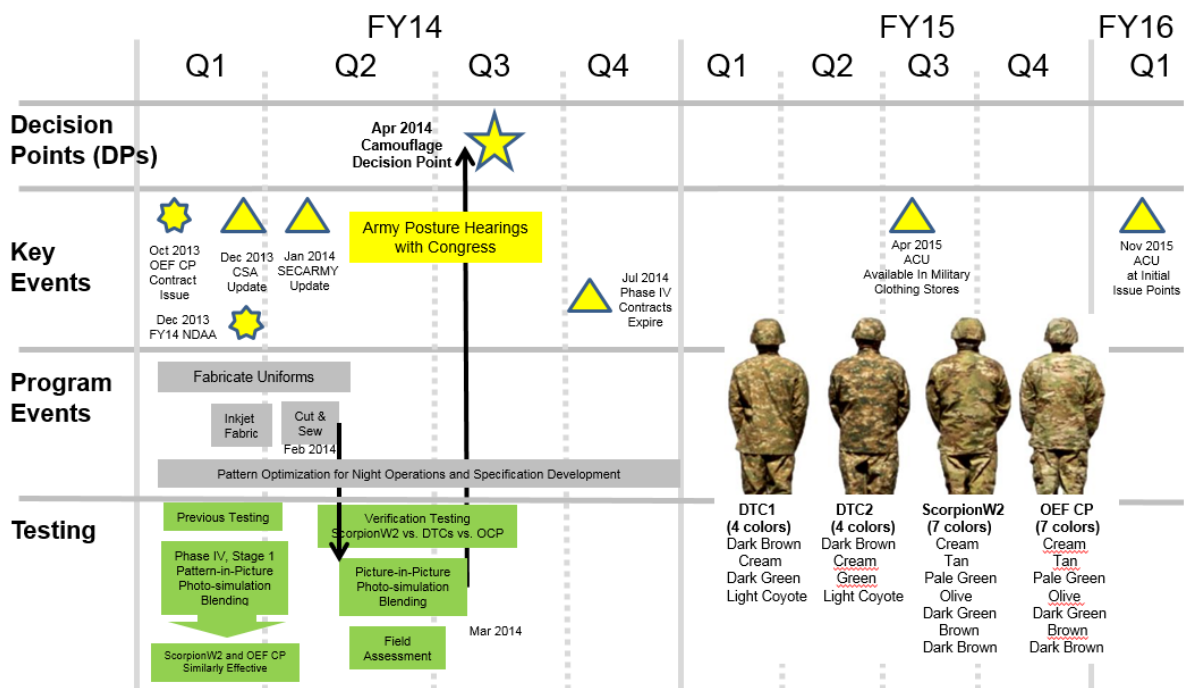 FY14
FY15
FY16
Q1
Q2
Q3
Q4
Q1
Q2
Q3
Q4
Q1
Decision
Points (DPs)
Apr 2014
Camouflage
Decision Point
Key
Events
Oct 2013
OEF CP
Contract
Issue
Dec 2013
CSA
Update
Jan 2014
SECARMY
Update
Army Posture Hearings
with Congress
Dec 2013
FY14 NDAA
Jul 2014
Phase IV
Contracts
Expire
Apr 2015
ACU
Available In Military
Clothing Stores
Nov 2015
ACU
at Initial
Issue Points
Program
Events
Fabricate Uniforms
Inkjet
Fabric
Cut &
Sew
Feb 2014
Pattern Optimization for Night Operations and Specification Development
Testing
Previous Testing
Phase IV, Stage 1
Pattern-in-Picture
Photo-simulation
Blending
ScorpionW2 and OEF CP
Similarly Effective
Verification Testing
ScorpionW2 vs. DTCs vs. OCP
Picture-in-Picture
Photo-simulation
Blending
Mar 2014
Field
Assessment
DTC1
(4 colors)
Dark Brown
Cream
Dark Green
Light Coyote
DTC2
(4 colors)
Dark Brown
Cream
Green
Light Coyote
ScorpionW2
(7 colors)
Cream
Tan
Pale Green
Olive
Dark Green
Brown
Dark Brown
OEF CP
(7 colors)
Cream
Tan
Pale Green
Olive
Dark Green
Brown
Dark Brown